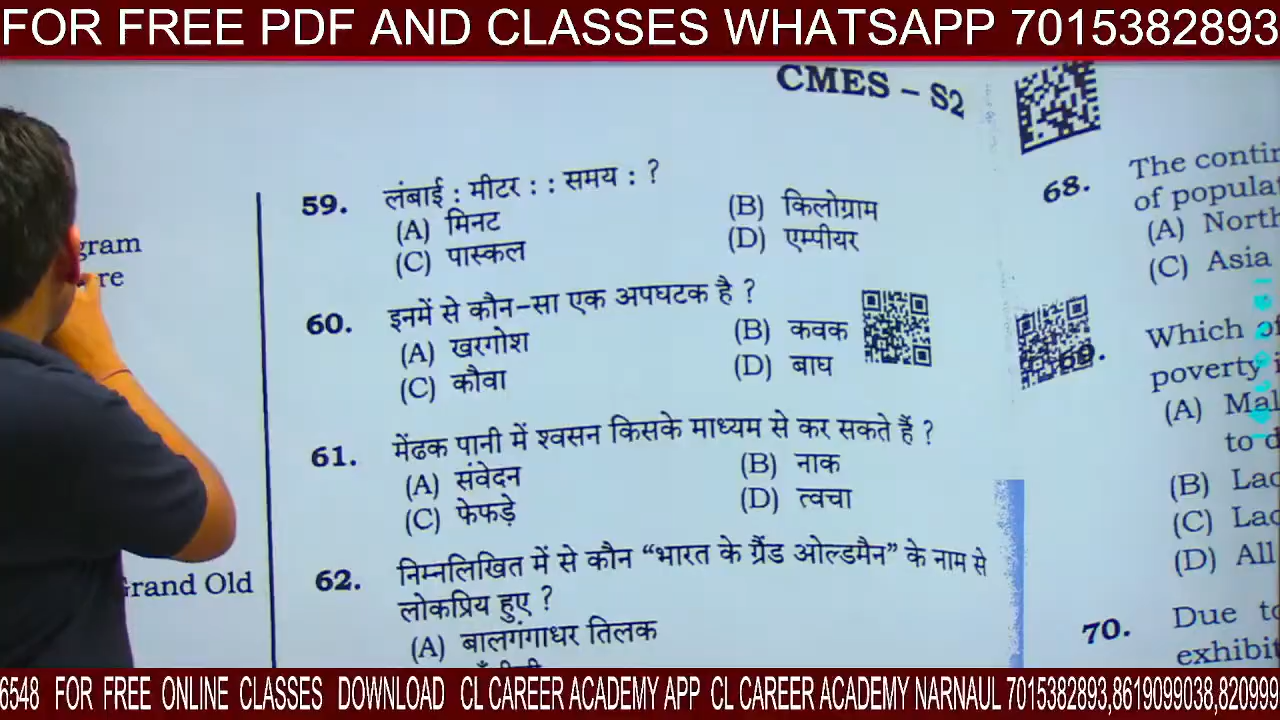 FOR FREE PDF AND CLASSES WHATSAPP 7015382893
CMES – S2
gram
re
Grand Old
59. लंबाई : मीटर : : समय : ?
(A) मिनट (B) किलोग्राम
(C) पास्कल (D) एम्पीयर
60. इनमें से कौन-सा एक अपघटक है ?
(A) खरगोश (B) कवक
(C) कौवा (D) बाघ
61. मेंढक पानी में श्वसन किसके माध्यम से कर सकते हैं ?
(A) संवेदन (B) नाक
(C) फेफड़े (D) त्वचा
62. निम्नलिखित में से कौन “भारत के ग्रैंड ओल्डमैन” के नाम से
लोकप्रिय हुए ?
(A) बालगंगाधर तिलक
68. The contin
of populat
(A) North
(C) Asia
69. Which o
poverty i
(A) Mal
to d
(B) Lac
(C) Lac
(D) All
70. Due to
exhibit
6548 FOR FREE ONLINE CLASSES DOWNLOAD CL CAREER ACADEMY APP CL CAREER ACADEMY NARNAUL 7015382893,8619099038,820999